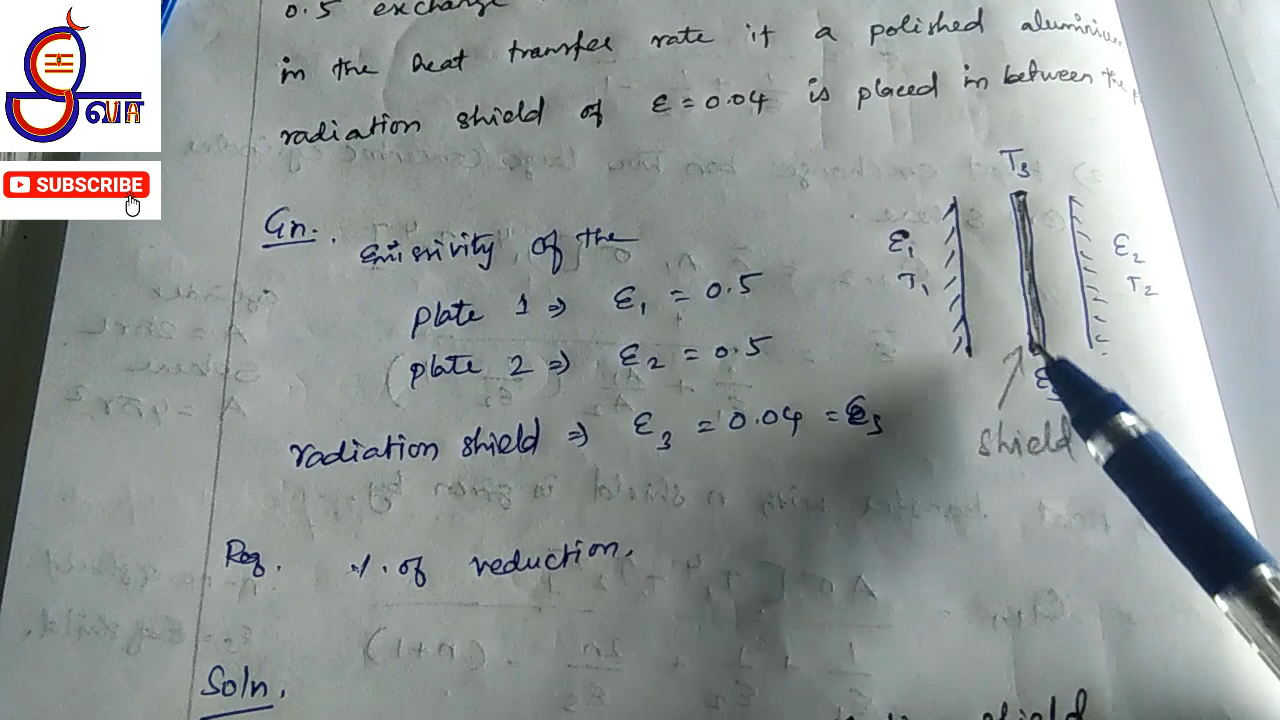 0.5 exchange
in the heat transfer rate if a polished aluminium
radiation shield of ε = 0.04 is placed in between the
SUBSCRIBE
Gn.
Emissivity of the
plate 1 ⇒ ε1 = 0.5
plate 2 ⇒ ε2 = 0.5
radiation shield ⇒ ε3 = 0.04 = εs
T3
ε1
T1
ε2
T2
shield
Req. % of reduction.
Soln.
shield